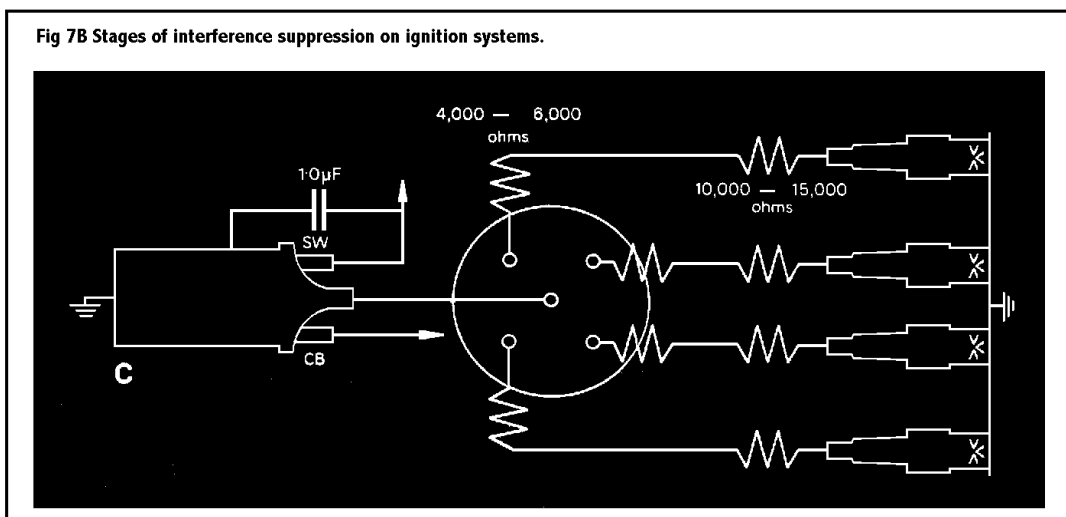 Fig 7B Stages of interference suppression on ignition systems.
4,000 — 6,000
ohms
1·0µF
10,000 — 15,000
ohms
SW
CB
C